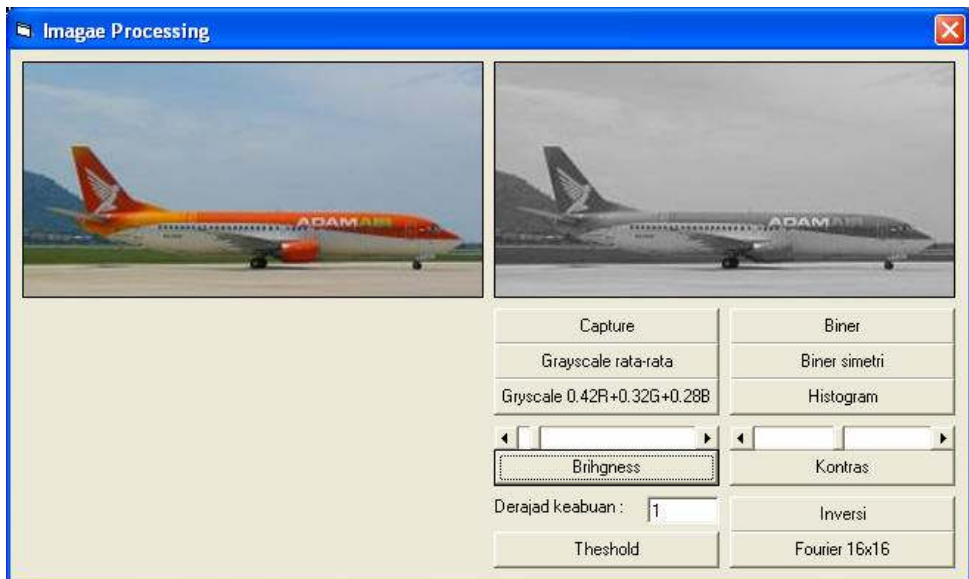 Imagae Processing
ADAMAIR
ADAMAIR
Capture
Biner
Grayscale rata-rata
Biner simetri
Gryscale 0.42R+0.32G+0.28B
Histogram
Brihgness
Kontras
Derajad keabuan :
1
Inversi
Theshold
Fourier 16x16